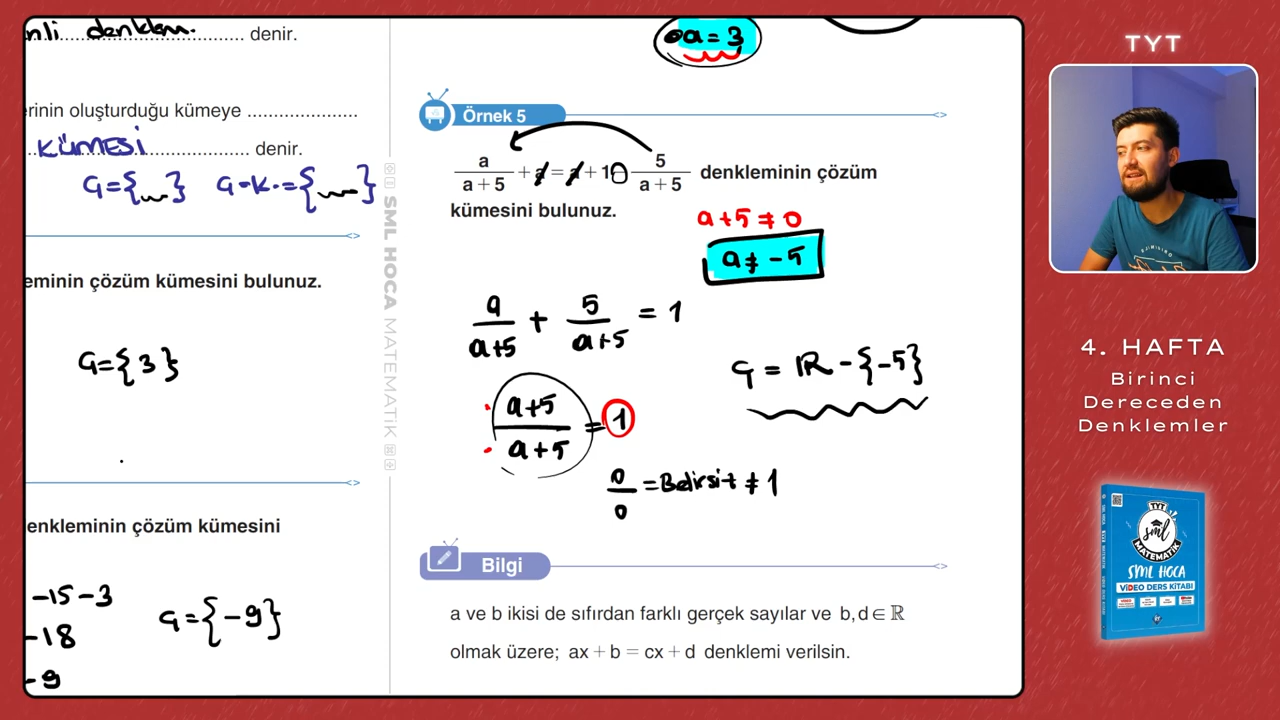 nli denklem. denir.
erinin oluşturduğu kümeye .....................
KÜMESİ denir.
Ç={...} Ç.K.={...}
eminin çözüm kümesini bulunuz.
Ç={3}
enkleminin çözüm kümesini
-15-3
-18
-9
Ç={-9}
SML HOCA MATEMATİK
a=3
Örnek 5
a/(a+5) + a = a + 1 5/(a+5) denkleminin çözüm
kümesini bulunuz.
a+5≠0
a≠-5
a/(a+5) + 5/(a+5) = 1
(a+5)/(a+5) = 1
Ç = ℝ-{-5}
0/0 = Belirsiz ≠ 1
Bilgi
a ve b ikisi de sıfırdan farklı gerçek sayılar ve b, d ∈ ℝ
olmak üzere; ax + b = cx + d denklemi verilsin.
TYT
4. HAFTA
Birinci
Dereceden
Denklemler
TYT
sml
MATEMATİK
SML HOCA
VİDEO DERS KİTABI